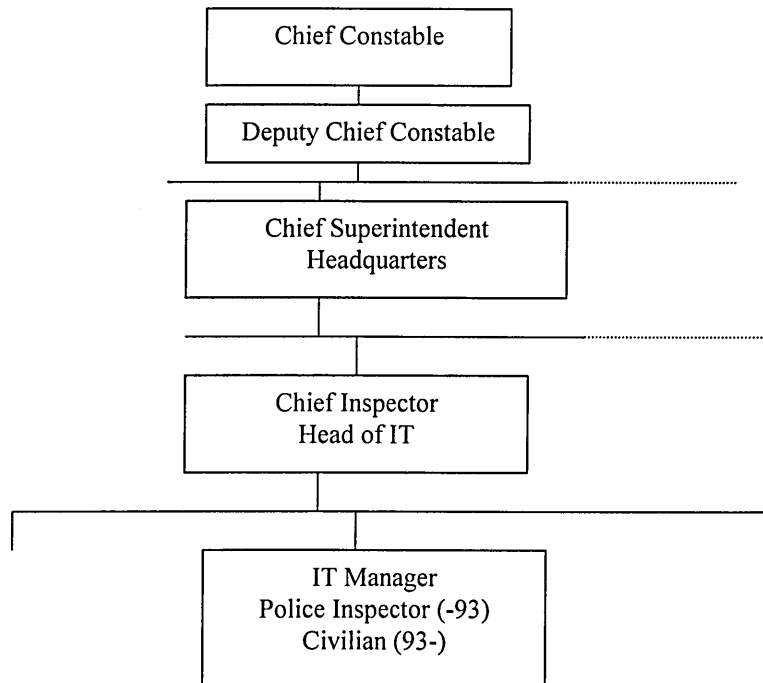 Chief Constable
Deputy Chief Constable
Chief Superintendent
Headquarters
Chief Inspector
Head of IT
IT Manager
Police Inspector (-93)
Civilian (93-)